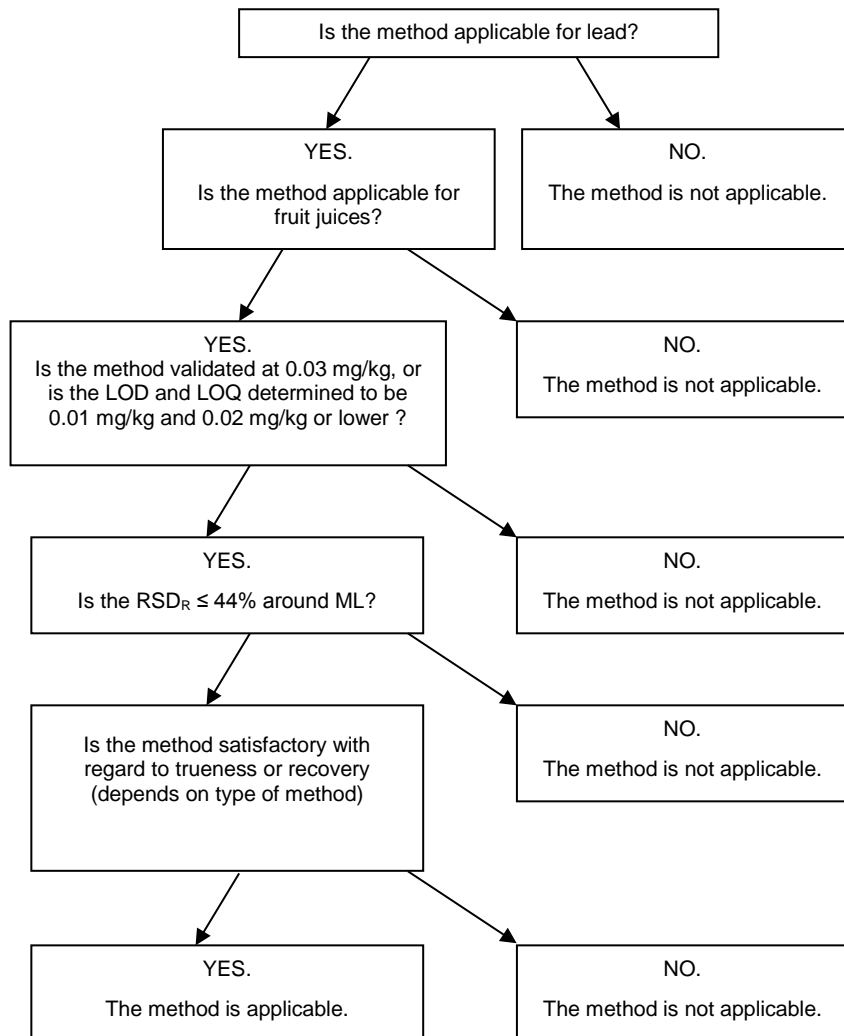 Is the method applicable for lead?
YES.
Is the method applicable for
fruit juices?
NO.
The method is not applicable.
YES.
Is the method validated at 0.03 mg/kg, or
is the LOD and LOQ determined to be
0.01 mg/kg and 0.02 mg/kg or lower ?
NO.
The method is not applicable.
YES.
Is the RSDR ≤ 44% around ML?
NO.
The method is not applicable.
Is the method satisfactory with
regard to trueness or recovery
(depends on type of method)
NO.
The method is not applicable.
YES.
The method is applicable.
NO.
The method is not applicable.